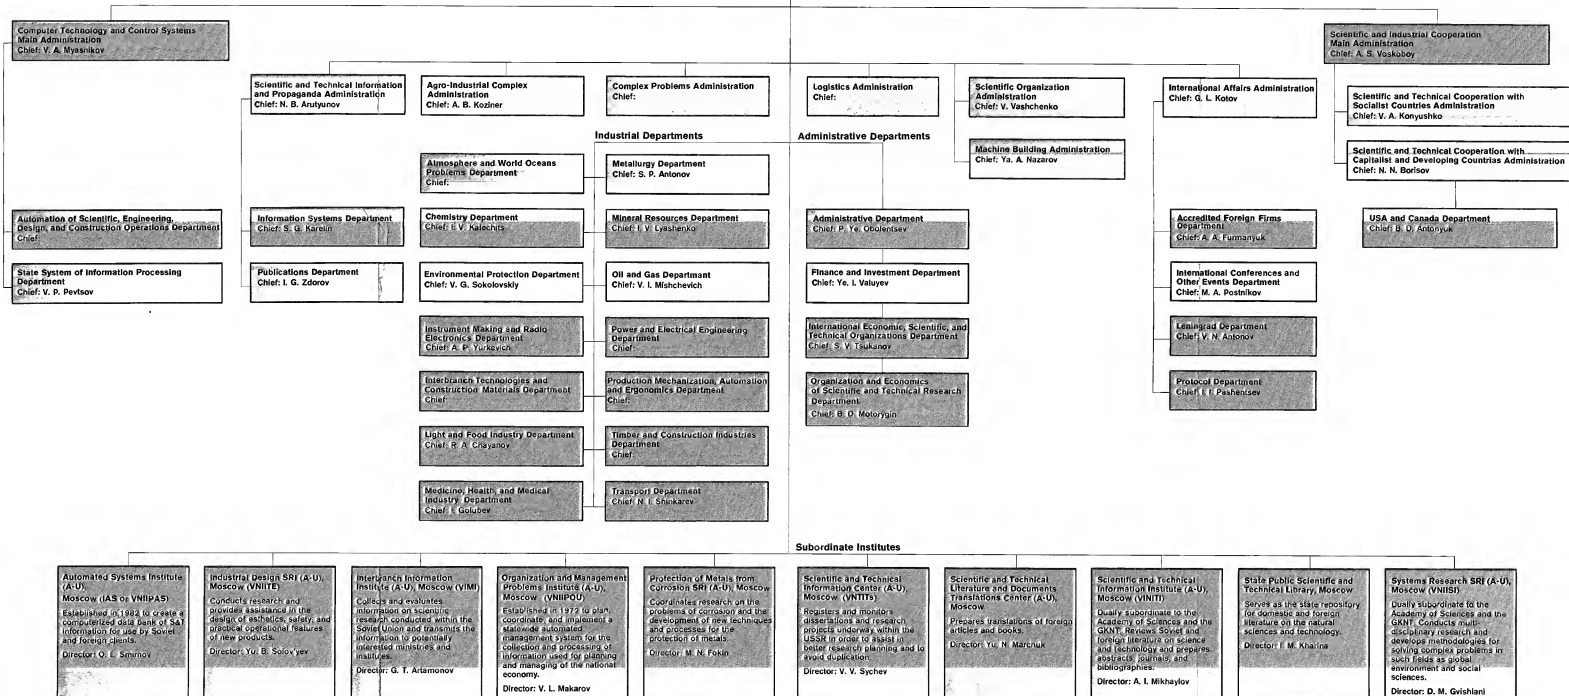 Computer Technology and Control Systems
Main Administration
Chief: V. A. Myasnikov
Scientific and Industrial Cooperation
Main Administration
Chief: A. S. Voskoboy
Scientific and Technical Information
and Propaganda Administration
Chief: N. B. Arutyunov
Agro-Industrial Complex
Administration
Chief: A. B. Koziner
Complex Problems Administration
Chief:
Logistics Administration
Chief:
Scientific Organization
Administration
Chief: V. Vashchenko
International Affairs Administration
Chief: G. L. Kotov
Scientific and Technical Cooperation with
Socialist Countries Administration
Chief: V. A. Konyushko
Machine Building Administration
Chief: Ya. A. Nazarov
Scientific and Technical Cooperation with
Capitalist and Developing Countrias Administration
Chief: N. N. Borisov
Industrial Departments
Administrative Departments
Atmosphere and World Oceans
Problems Department
Chief:
Metallurgy Department
Chief: S. P. Antonov
Automation of Scientific, Engineering,
Design, and Construction Operations Department
Chief:
Information Systems Department
Chief: S. G. Karelin
Chemistry Department
Chief: I. V. Kalechits
Mineral Resources Department
Chief: I. V. Lyashenko
Administrative Department
Chief: P. Ye. Obolentsev
Accredited Foreign Firms
Department
Chief: A. A. Furmanyuk
USA and Canada Department
Chief: B. D. Antonyuk
State System of Information Processing
Department
Chief: V. P. Pevtsov
Publications Department
Chief: I. G. Zdorov
Environmental Protection Department
Chief: V. G. Sokolovskiy
Oil and Gas Department
Chief: V. I. Mishchevich
Finance and Investment Department
Chief: Ye. I. Valuyev
International Conferences and
Other Events Department
Chief: M. A. Postnikov
Instrument Making and Radio
Electronics Department
Chief: A. P. Yurkevich
Power and Electrical Engineering
Department
Chief:
International Economic, Scientific, and
Technical Organizations Department
Chief: S. V. Tsukanov
Leningrad Department
Chief: V. N. Antonov
Interbranch Technologies and
Construction Materials Department
Chief:
Production Mechanization, Automation
and Ergonomics Department
Chief:
Organization and Economics
of Scientific and Technical Research
Department
Chief: B. D. Motorygin
Protocol Department
Chief: I. I. Pashentsev
Light and Food Industry Department
Chief: R. A. Chayanov
Timber and Construction Industries
Department
Chief:
Medicine, Health, and Medical
Industry Department
Chief: I. Golubev
Transport Department
Chief: N. I. Shinkarev
Subordinate Institutes
Automated Systems Institute
(A-U),
Moscow (IAS or VNIIPAS)
Established in 1982 to create a
computerized data bank of S&T
information for use by Soviet
and foreign clients.
Director: O. L. Smirnov
Industrial Design SRI (A-U),
Moscow (VNIITE)
Conducts research and
provides assistance in the
design of esthetics, safety, and
practical operational features
of new products.
Director: Yu. B. Solov'yev
Interbranch Information
Institute (A-U), Moscow (VIMI)
Collects and evaluates
information on scientific
research conducted within the
Soviet Union and transmits the
information to potentially
interested ministries and
institutes.
Director: G. T. Artamonov
Organization and Management
Problems Institute (A-U),
Moscow (VNIIPOU)
Established in 1972 to plan,
coordinate, and implement a
statewide automated
management system for the
collection and processing of
information used for planning
and managing of the national
economy.
Director: V. L. Makarov
Protection of Metals from
Corrosion SRI (A-U), Moscow
Coordinates research on the
problems of corrosion and the
development of new techniques
and processes for the
protection of metals.
Director: M. N. Fokin
Scientific and Technical
Information Center (A-U),
Moscow (VNTITs)
Registers and monitors
dissertations and research
projects underway within the
USSR in order to assist in
better research planning and to
avoid duplication.
Director: V. V. Sychev
Scientific and Technical
Literature and Documents
Translations Center (A-U),
Moscow
Prepares translations of foreign
articles and books.
Director: Yu. N. Marchuk
Scientific and Technical
Information Institute (A-U),
Moscow (VINITI)
Dually subordinate to the
Academy of Sciences and the
GKNT. Reviews Soviet and
foreign literature on science
and technology and prepares
abstracts, journals, and
bibliographies.
Director: A. I. Mikhaylov
State Public Scientific and
Technical Library, Moscow
Serves as the state repository
for domestic and foreign
literature on the natural
sciences and technology.
Director: I. M. Kharina
Systems Research SRI (A-U),
Moscow (VNIISI)
Dually subordinate to the
Academy of Sciences and the
GKNT. Conducts multi-
disciplinary research and
develops methodologies for
solving complex problems in
such fields as global
environment and social
sciences.
Director: D. M. Gvishiani